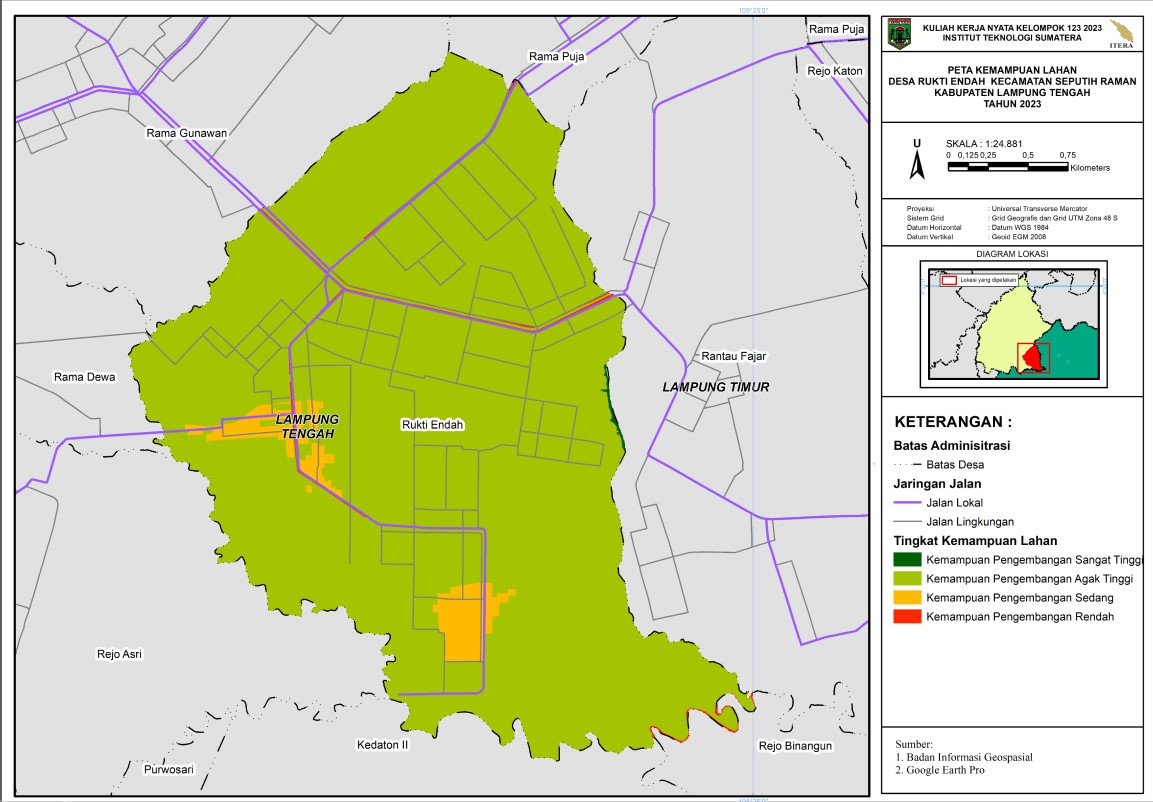 105°25'0"
Rama Puja
Rama Puja
Rejo Katon
Rama Gunawan
Rama Dewa
Rantau Fajar
LAMPUNG TIMUR
LAMPUNG
TENGAH
Rukti Endah
Rejo Asri
Kedaton II
Purwosari
Rejo Binangun
105°25'0"
KULIAH KERJA NYATA KELOMPOK 123 2023
INSTITUT TEKNOLOGI SUMATERA
ITERA
PETA KEMAMPUAN LAHAN
DESA RUKTI ENDAH KECAMATAN SEPUTIH RAMAN
KABUPATEN LAMPUNG TENGAH
TAHUN 2023
U
SKALA : 1:24.881
0 0,125 0,25 0,5 0,75
Kilometers
Proyeksi : Universal Transverse Mercator
Sistem Grid : Grid Geografis dan Grid UTM Zona 48 S
Datum Horizontal : Datum WGS 1984
Datum Vertikal : Geoid EGM 2008
DIAGRAM LOKASI
Lokasi yang dipetakan
KETERANGAN :
Batas Adminisitrasi
Batas Desa
Jaringan Jalan
Jalan Lokal
Jalan Lingkungan
Tingkat Kemampuan Lahan
Kemampuan Pengembangan Sangat Tinggi
Kemampuan Pengembangan Agak Tinggi
Kemampuan Pengembangan Sedang
Kemampuan Pengembangan Rendah
Sumber:
1. Badan Informasi Geospasial
2. Google Earth Pro